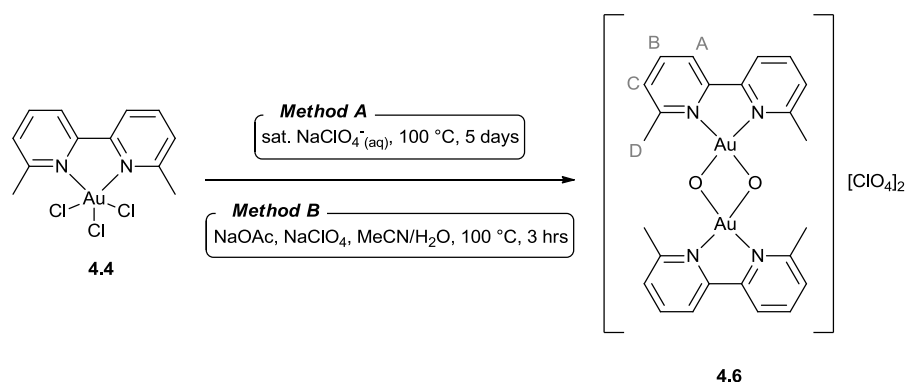 N
N
Au
Cl
Cl
Cl
4.4
Method A
sat. NaClO4-(aq), 100 °C, 5 days
Method B
NaOAc, NaClO4, MeCN/H2O, 100 °C, 3 hrs
B
A
C
D
N
N
Au
O
O
Au
N
N
[ClO4]2
4.6